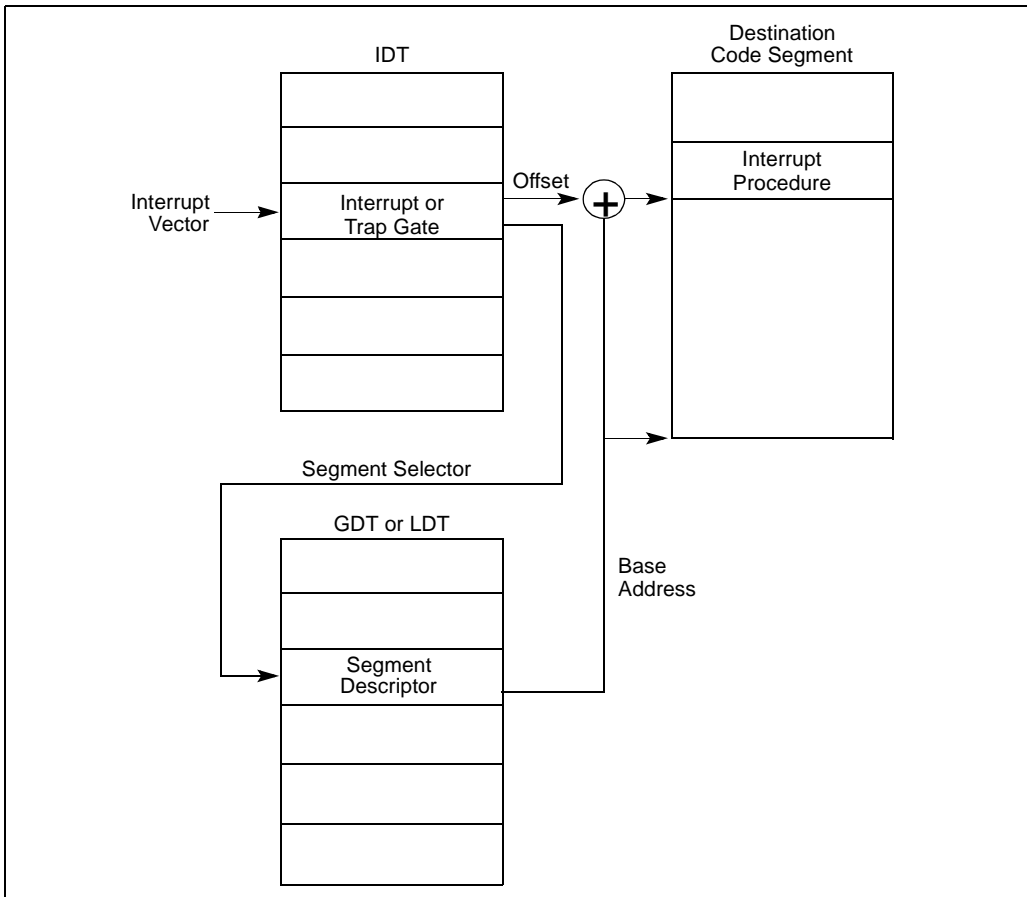 IDT
Destination
Code Segment
Interrupt
Vector
Interrupt or
Trap Gate
Offset
+
Interrupt
Procedure
Segment Selector
GDT or LDT
Segment
Descriptor
Base
Address